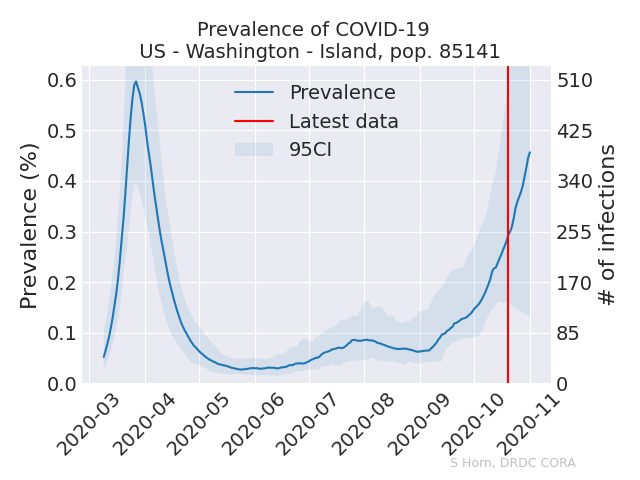 Prevalence of COVID-19
US - Washington - Island, pop. 85141
Prevalence
Latest data
95CI
Prevalence (%)
0.6
0.5
0.4
0.3
0.2
0.1
0.0
510
425
340
255
170
85
0
# of infections
2020-03
2020-04
2020-05
2020-06
2020-07
2020-08
2020-09
2020-10
2020-11
S Horn, DRDC CORA